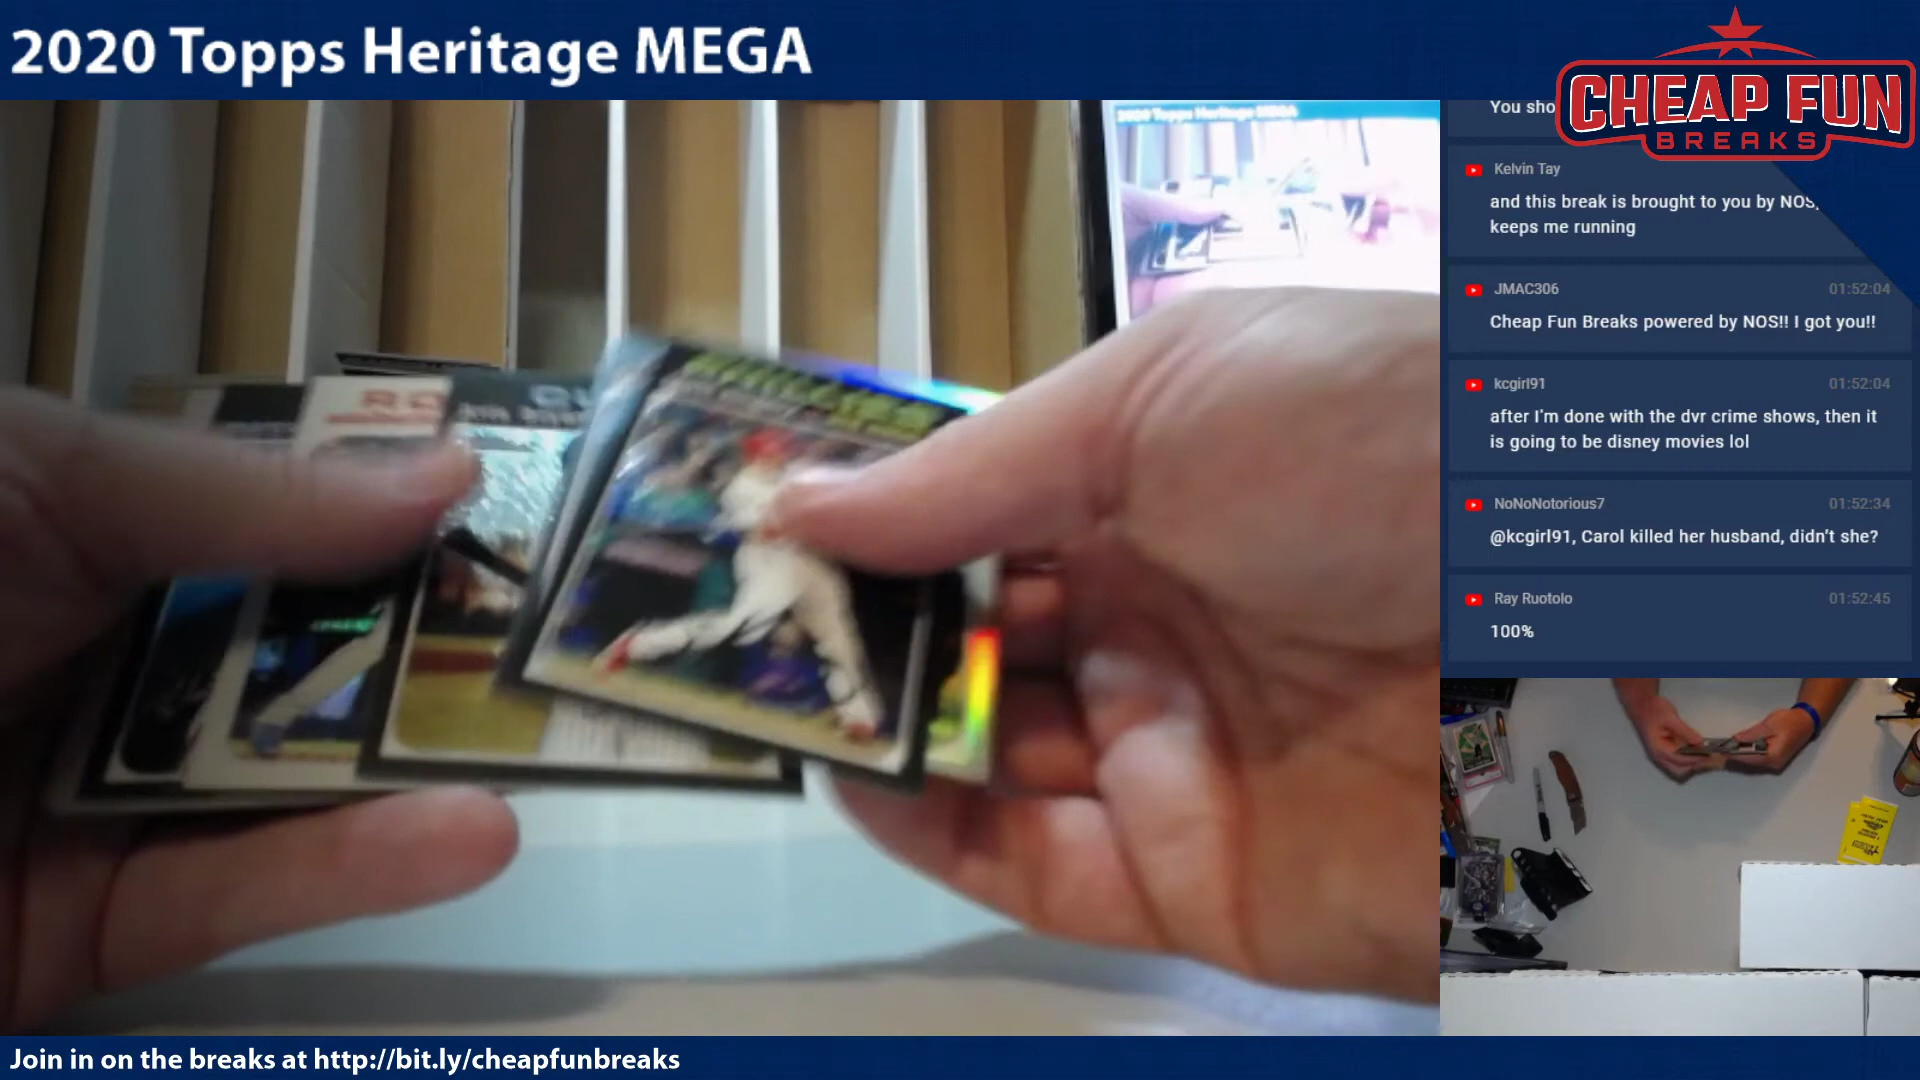 2020 Topps Heritage MEGA
CHEAP FUN
BREAKS
2020 Topps Heritage MEGA
You sho
Kelvin Tay
and this break is brought to you by NOS,
keeps me running
JMAC306 01:52:04
Cheap Fun Breaks powered by NOS!! I got you!!
kcgirl91 01:52:04
after I'm done with the dvr crime shows, then it
is going to be disney movies lol
NoNoNotorious7 01:52:34
@kcgirl91, Carol killed her husband, didn't she?
Ray Ruotolo 01:52:45
100%
Join in on the breaks at http://bit.ly/cheapfunbreaks